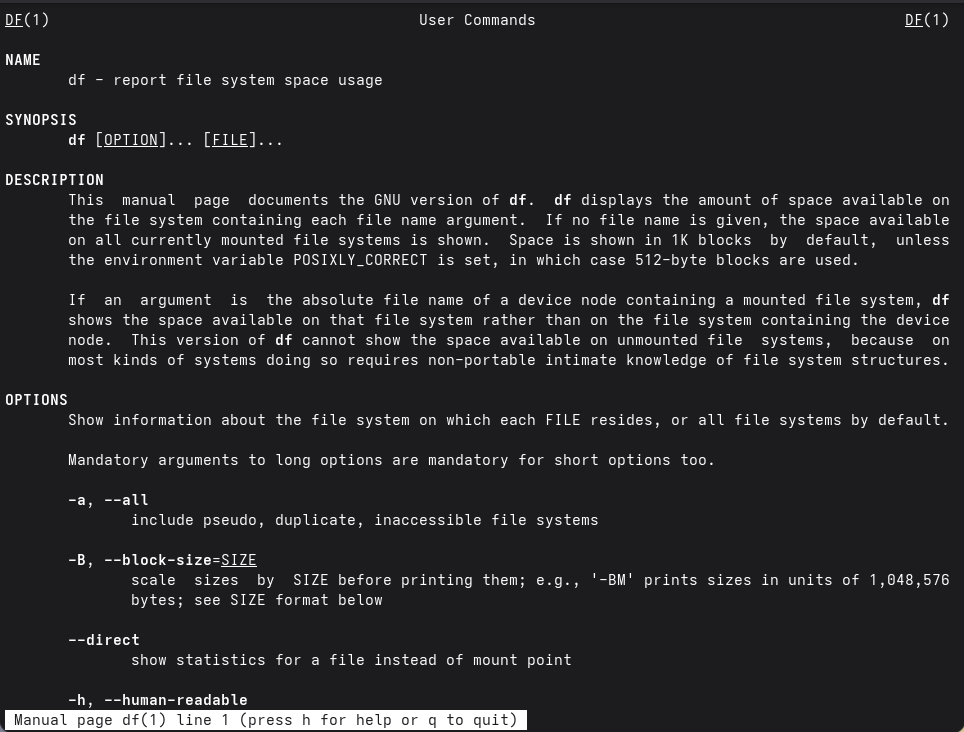 DF(1) User Commands DF(1)
NAME
df - report file system space usage
SYNOPSIS
df [OPTION]... [FILE]...
DESCRIPTION
This manual page documents the GNU version of df. df displays the amount of space available on
the file system containing each file name argument. If no file name is given, the space available
on all currently mounted file systems is shown. Space is shown in 1K blocks by default, unless
the environment variable POSIXLY_CORRECT is set, in which case 512-byte blocks are used.
If an argument is the absolute file name of a device node containing a mounted file system, df
shows the space available on that file system rather than on the file system containing the device
node. This version of df cannot show the space available on unmounted file systems, because on
most kinds of systems doing so requires non-portable intimate knowledge of file system structures.
OPTIONS
Show information about the file system on which each FILE resides, or all file systems by default.
Mandatory arguments to long options are mandatory for short options too.
-a, --all
include pseudo, duplicate, inaccessible file systems
-B, --block-size=SIZE
scale sizes by SIZE before printing them; e.g., '-BM' prints sizes in units of 1,048,576
bytes; see SIZE format below
--direct
show statistics for a file instead of mount point
-h, --human-readable
Manual page df(1) line 1 (press h for help or q to quit)